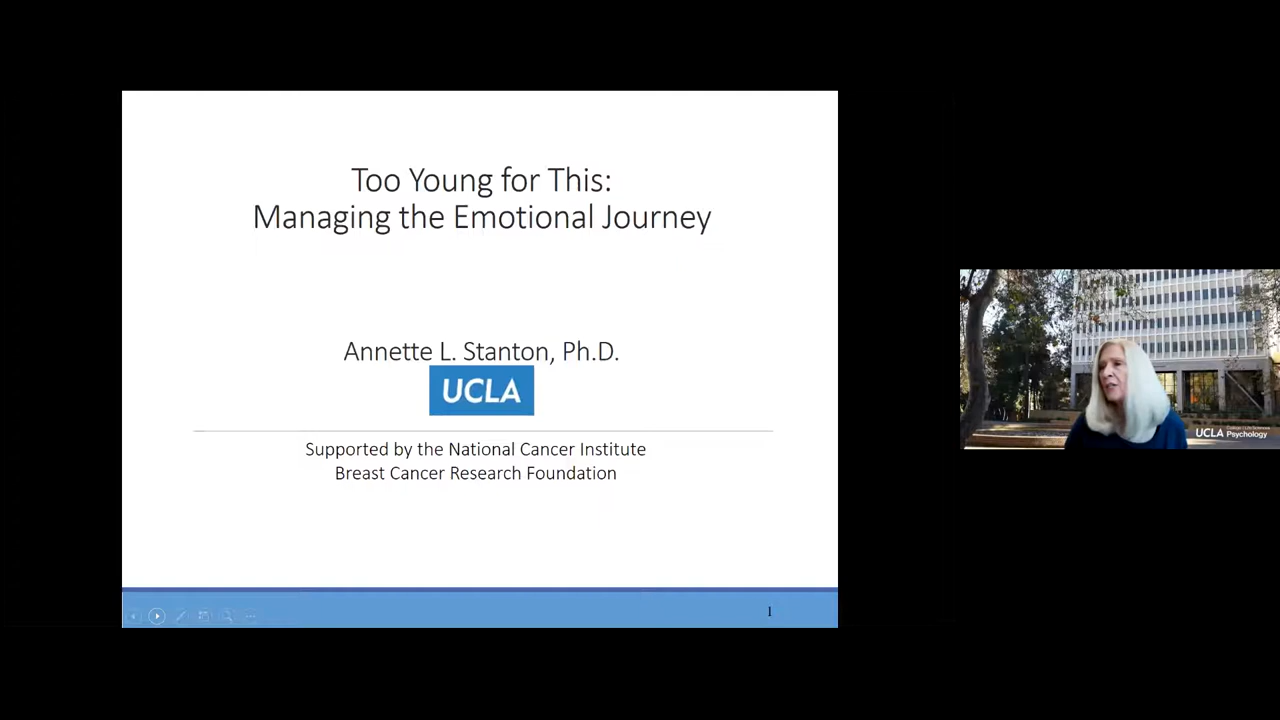 Too Young for This:
Managing the Emotional Journey
Annette L. Stanton, Ph.D.
UCLA
Supported by the National Cancer Institute
Breast Cancer Research Foundation
1
UCLA Psychology